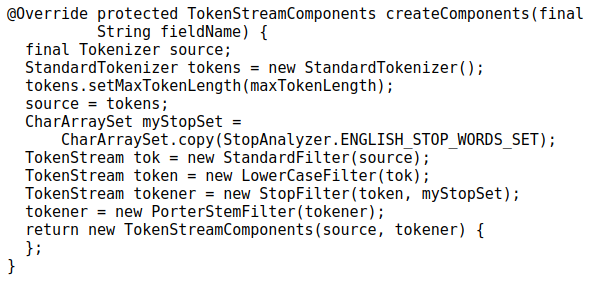 @Override protected TokenStreamComponents createComponents(final
String fieldName) {
final Tokenizer source;
StandardTokenizer tokens = new StandardTokenizer();
tokens.setMaxTokenLength(maxTokenLength);
source = tokens;
CharArraySet myStopSet =
CharArraySet.copy(StopAnalyzer.ENGLISH_STOP_WORDS_SET);
TokenStream tok = new StandardFilter(source);
TokenStream token = new LowerCaseFilter(tok);
TokenStream tokener = new StopFilter(token, myStopSet);
tokener = new PorterStemFilter(tokener);
return new TokenStreamComponents(source, tokener) {
};
}